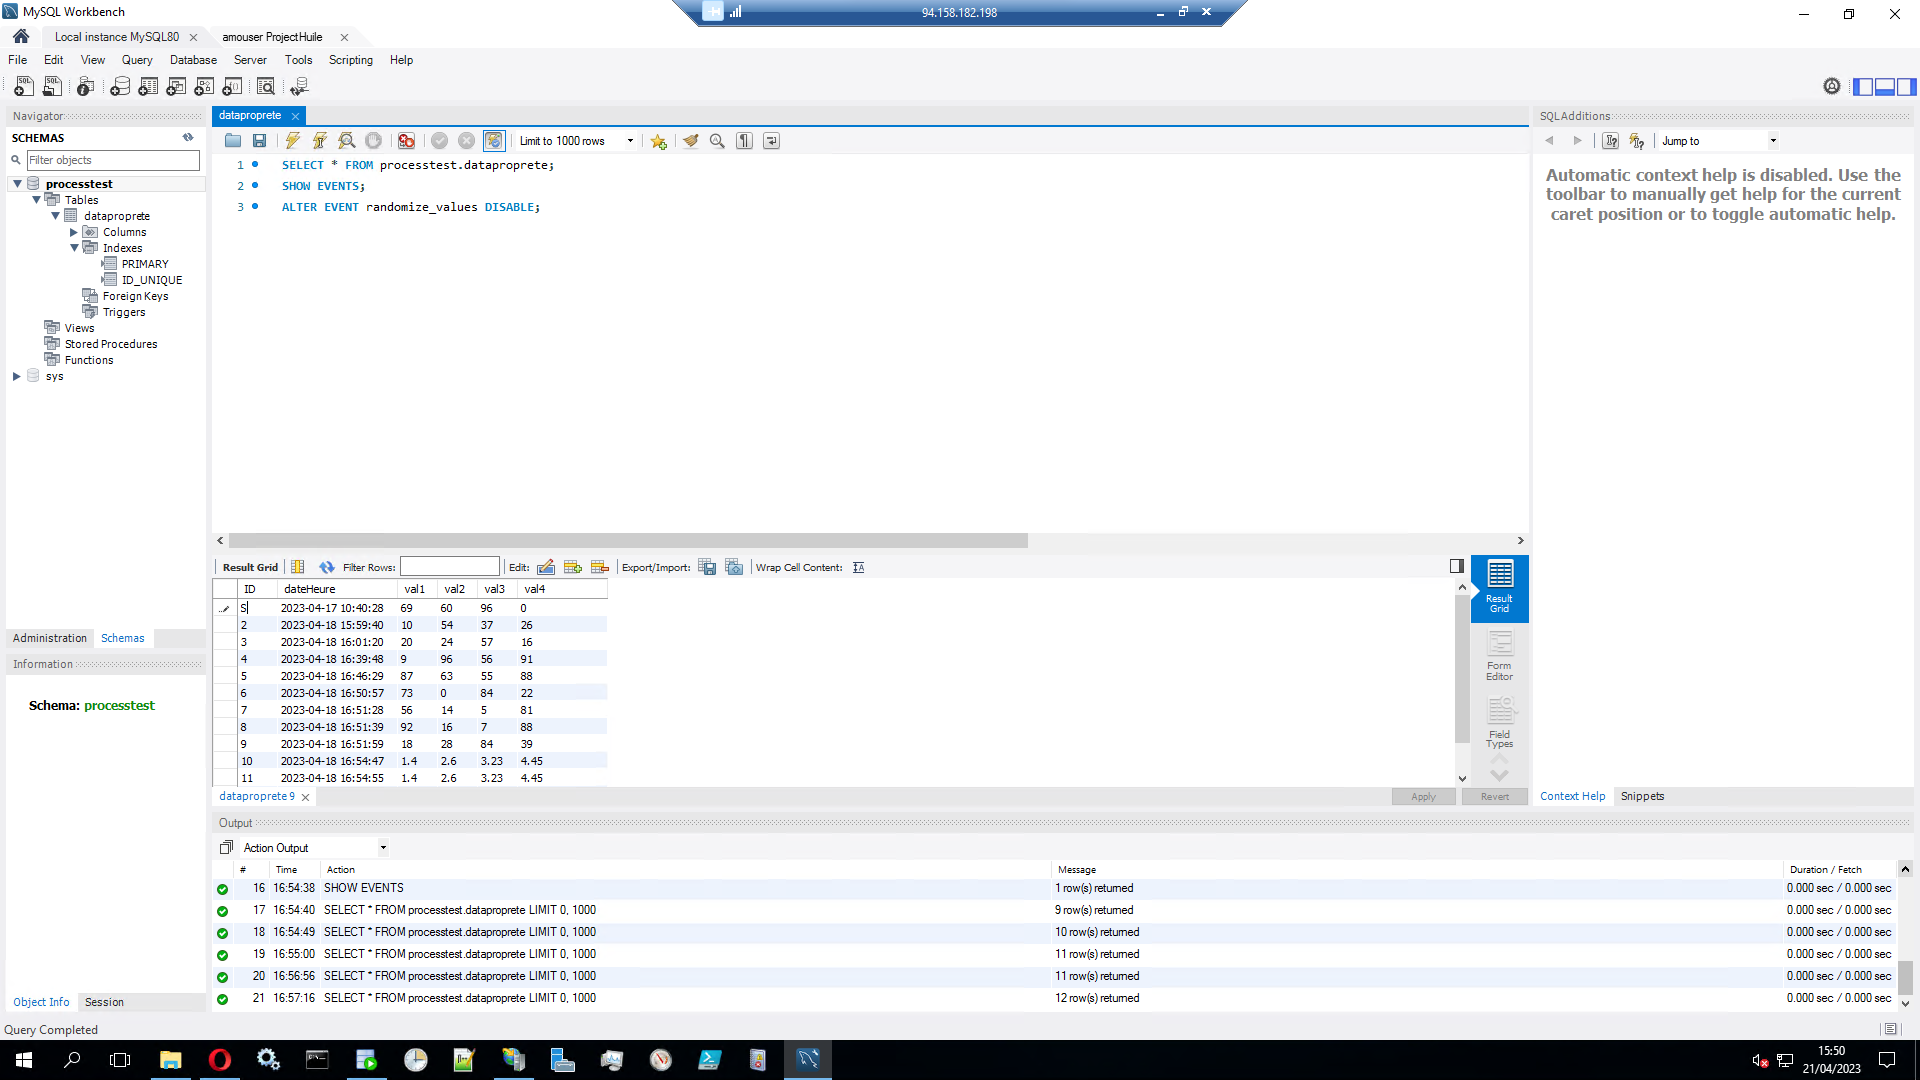 MySQL Workbench
94.158.182.198
Local instance MySQL80
amouser ProjectHuile
File Edit View Query Database Server Tools Scripting Help
Navigator
SCHEMAS
Filter objects
processtest
Tables
dataproprete
Columns
Indexes
PRIMARY
ID_UNIQUE
Foreign Keys
Triggers
Views
Stored Procedures
Functions
sys
Administration Schemas
Information
Schema: processtest
Object Info Session
Query Completed
dataproprete
Limit to 1000 rows
1 SELECT * FROM processtest.dataproprete;
2 SHOW EVENTS;
3 ALTER EVENT randomize_values DISABLE;
Result Grid Filter Rows: Edit: Export/Import: Wrap Cell Content:
ID dateHeure val1 val2 val3 val4
S 2023-04-17 10:40:28 69 60 96 0
2 2023-04-18 15:59:40 10 54 37 26
3 2023-04-18 16:01:20 20 24 57 16
4 2023-04-18 16:39:48 9 96 56 91
5 2023-04-18 16:46:29 87 63 55 88
6 2023-04-18 16:50:57 73 0 84 22
7 2023-04-18 16:51:28 56 14 5 81
8 2023-04-18 16:51:39 92 16 7 88
9 2023-04-18 16:51:59 18 28 84 39
10 2023-04-18 16:54:47 1.4 2.6 3.23 4.45
11 2023-04-18 16:54:55 1.4 2.6 3.23 4.45
Result
Grid
Form
Editor
Field
Types
dataproprete 9
Apply Revert
SQLAdditions
Jump to
Automatic context help is disabled. Use the
toolbar to manually get help for the current
caret position or to toggle automatic help.
Context Help Snippets
Output
Action Output
# Time Action Message Duration / Fetch
16 16:54:38 SHOW EVENTS 1 row(s) returned 0.000 sec / 0.000 sec
17 16:54:40 SELECT * FROM processtest.dataproprete LIMIT 0, 1000 9 row(s) returned 0.000 sec / 0.000 sec
18 16:54:49 SELECT * FROM processtest.dataproprete LIMIT 0, 1000 10 row(s) returned 0.000 sec / 0.000 sec
19 16:55:00 SELECT * FROM processtest.dataproprete LIMIT 0, 1000 11 row(s) returned 0.000 sec / 0.000 sec
20 16:56:56 SELECT * FROM processtest.dataproprete LIMIT 0, 1000 11 row(s) returned 0.000 sec / 0.000 sec
21 16:57:16 SELECT * FROM processtest.dataproprete LIMIT 0, 1000 12 row(s) returned 0.000 sec / 0.000 sec
15:50
21/04/2023